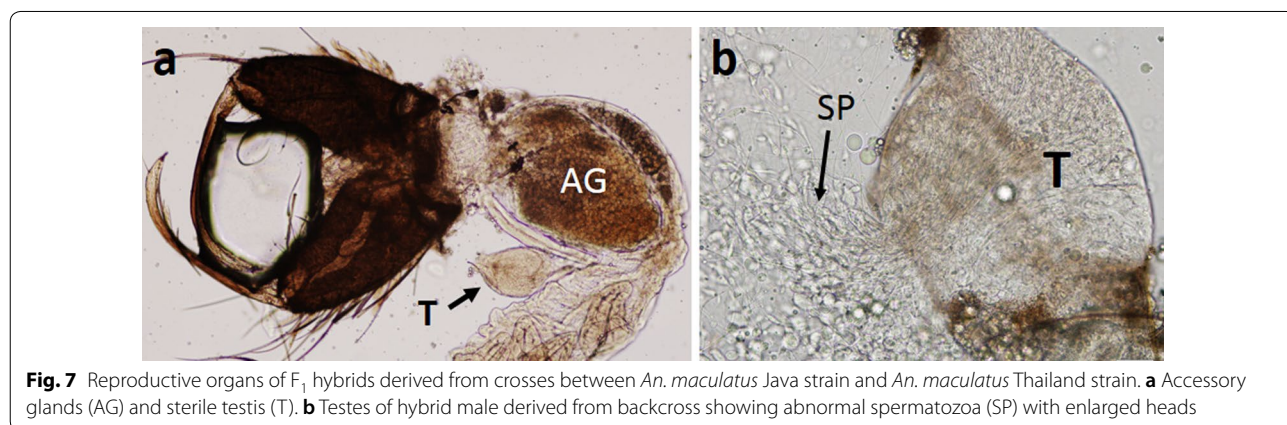 a
AG
T
b
SP
T
Fig. 7 Reproductive organs of F1 hybrids derived from crosses between An. maculatus Java strain and An. maculatus Thailand strain. a Accessory
glands (AG) and sterile testis (T). b Testes of hybrid male derived from backcross showing abnormal spermatozoa (SP) with enlarged heads